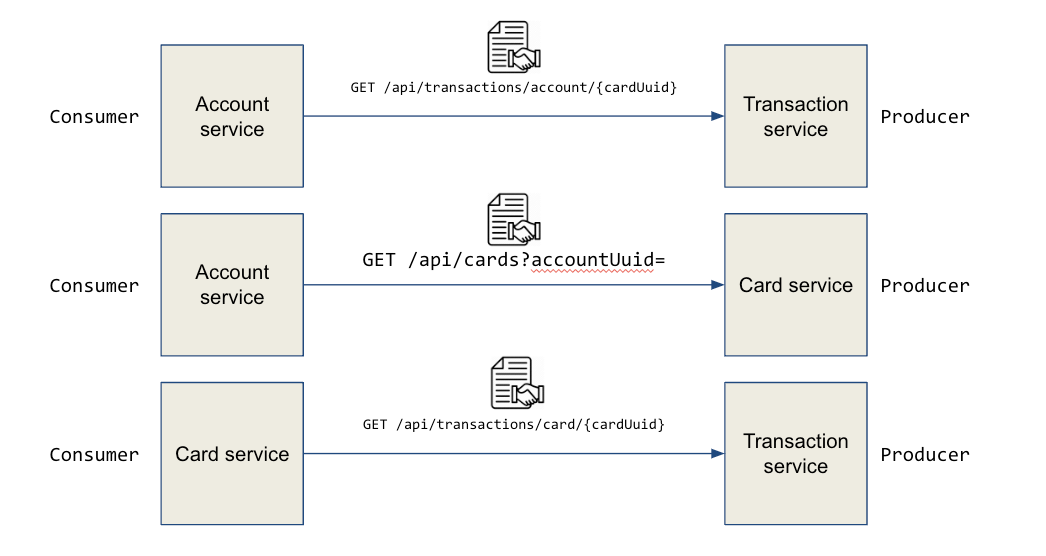 GET /api/transactions/account/{cardUuid}
Consumer
Account
service
Transaction
service
Producer
GET /api/cards?accountUuid=
Consumer
Account
service
Card service
Producer
GET /api/transactions/card/{cardUuid}
Consumer
Card service
Transaction
service
Producer